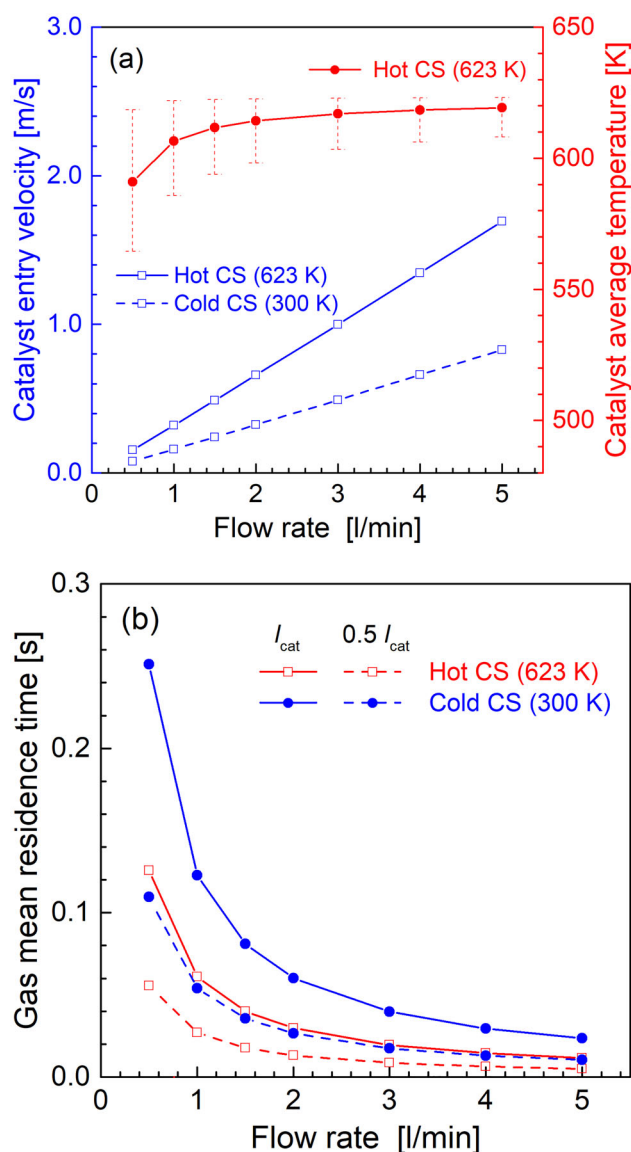 (a)
Hot CS (623 K)
Hot CS (623 K)
Cold CS (300 K)
Catalyst entry velocity [m/s]
3.0
2.0
1.0
0.0
Catalyst average temperature [K]
650
600
550
500
0 1 2 3 4 5
Flow rate [l/min]
(b)
l cat 0.5 l cat
Hot CS (623 K)
Cold CS (300 K)
Gas mean residence time [s]
0.3
0.2
0.1
0.0
0 1 2 3 4 5
Flow rate [l/min]